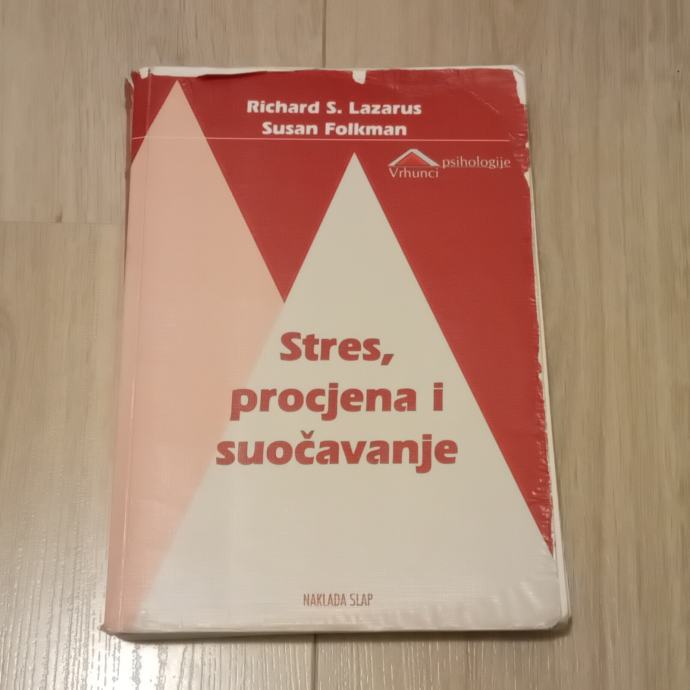 Richard S. Lazarus
Susan Folkman
Vrhunci psihologije
Stres,
procjena i
suočavanje
NAKLADA SLAP